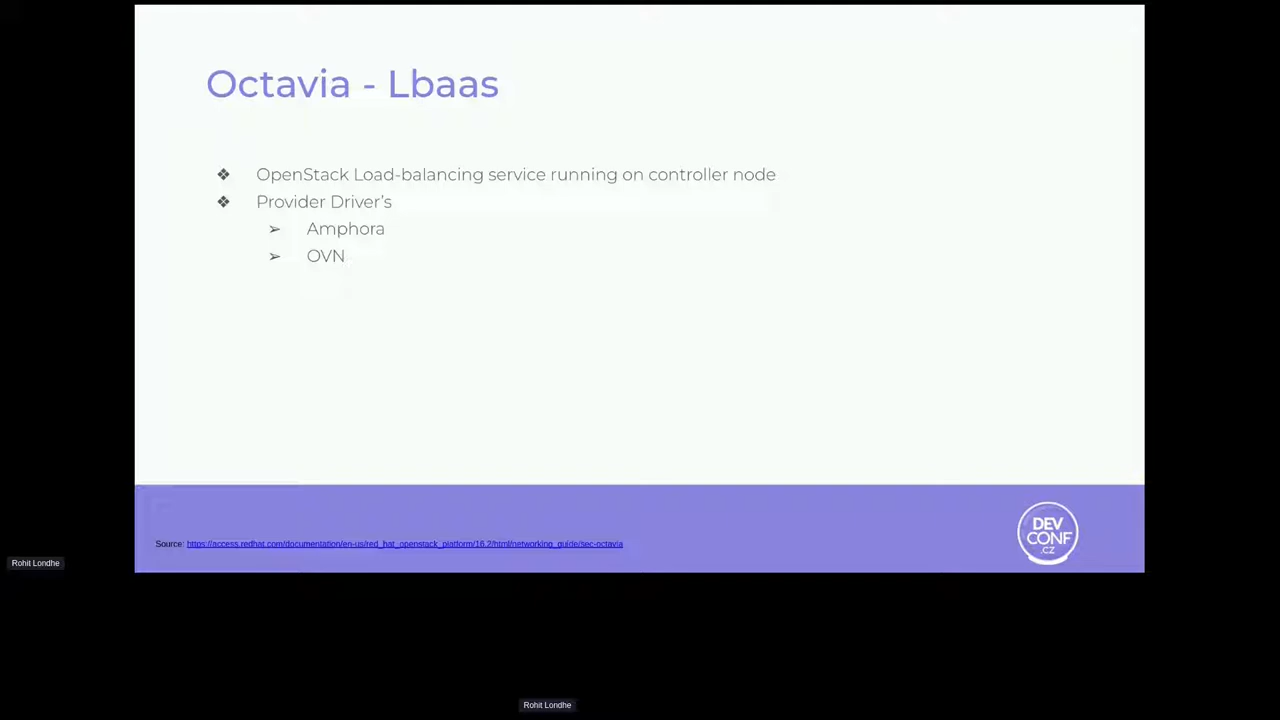 Octavia - Lbaas
❖ OpenStack Load-balancing service running on controller node
❖ Provider Driver's
➢ Amphora
➢ OVN
Source: https://access.redhat.com/documentation/en-us/red_hat_openstack_platform/16.2/html/networking_guide/sec-octavia
DEV
CONF
.CZ
Rohit Londhe
Rohit Londhe